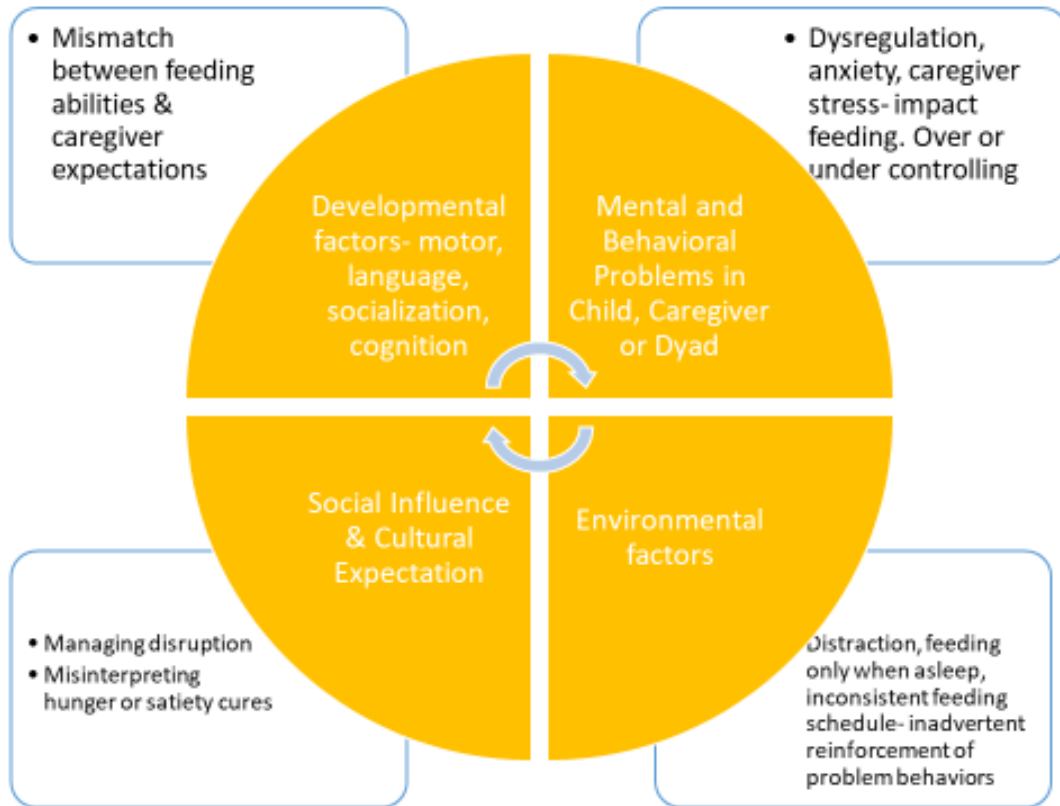 • Mismatch
between feeding
abilities &
caregiver
expectations
• Dysregulation,
anxiety, caregiver
stress- impact
feeding. Over or
under controlling
Developmental
factors- motor,
language,
socialization,
cognition
Mental and
Behavioral
Problems in
Child, Caregiver
or Dyad
Social Influence
& Cultural
Expectation
Environmental
factors
• Managing disruption
• Misinterpreting
hunger or satiety cures
Distraction, feeding
only when asleep,
inconsistent feeding
schedule- inadvertent
reinforcement of
problem behaviors